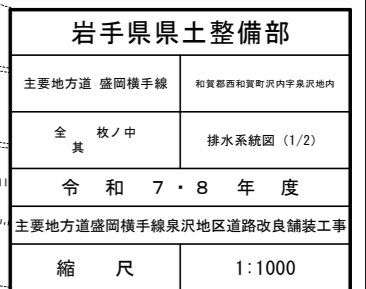 岩手県県土整備部
主要地方道 盛岡横手線 和賀郡西和賀町沢内字泉沢地内
全 枚ノ中
其
排水系統図 (1/2)
令和7・8年度
主要地方道盛岡横手線泉沢地区道路改良舗装工事
縮尺 1:1000